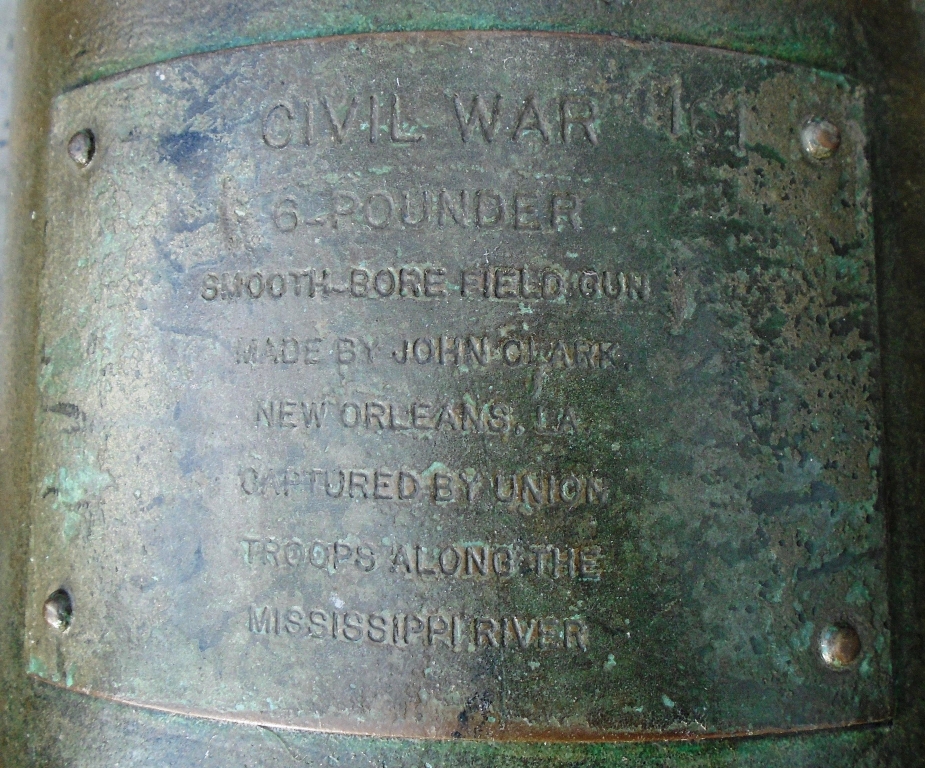 CIVIL WAR
6-POUNDER
SMOOTH-BORE FIELD GUN
MADE BY JOHN CLARK,
NEW ORLEANS, LA
CAPTURED BY UNION
TROOPS ALONG THE
MISSISSIPPI RIVER